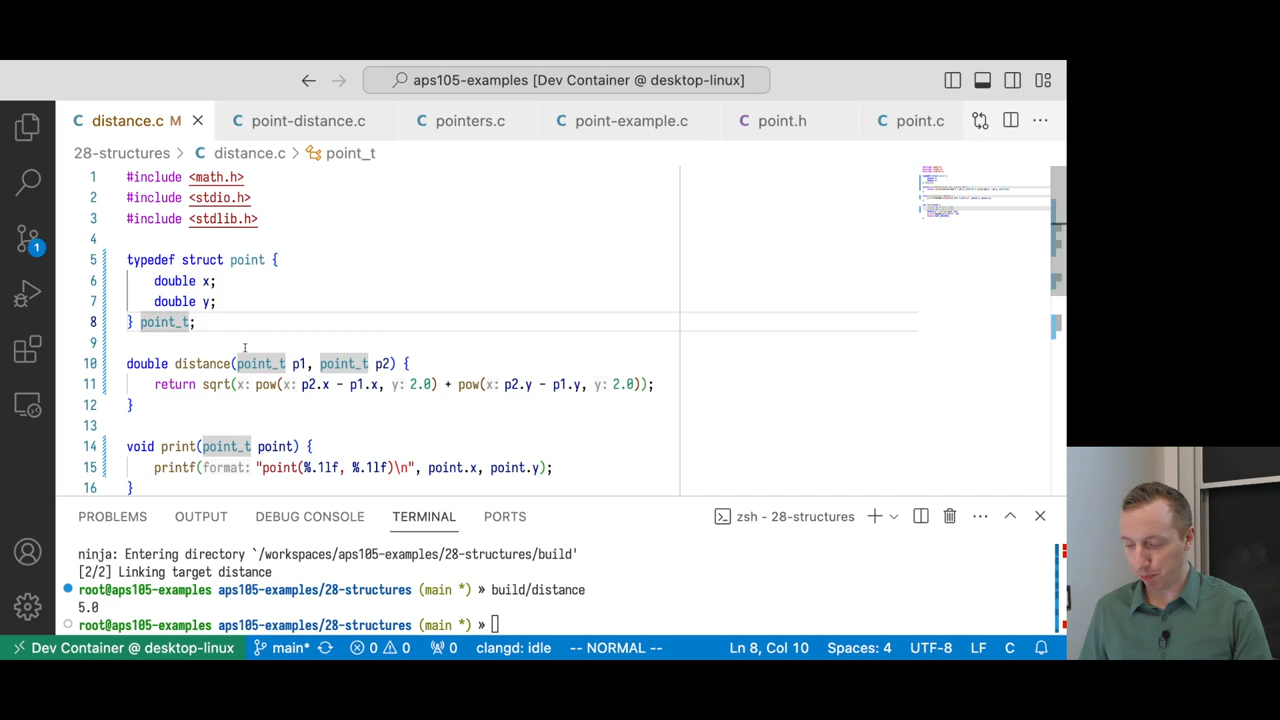 aps105-examples [Dev Container @ desktop-linux]
C distance.c M
C point-distance.c
C pointers.c
C point-example.c
C point.h
C point.c
28-structures > C distance.c > point_t
1 #include <math.h>
2 #include <stdio.h>
3 #include <stdlib.h>
4
5 typedef struct point {
6 double x;
7 double y;
8 } point_t;
9
10 double distance(point_t p1, point_t p2) {
11 return sqrt(x: pow(x: p2.x - p1.x, y: 2.0) + pow(x: p2.y - p1.y, y: 2.0));
12 }
13
14 void print(point_t point) {
15 printf(format: "point(%.1lf, %.1lf)\n", point.x, point.y);
16 }
1
PROBLEMS OUTPUT DEBUG CONSOLE TERMINAL PORTS zsh - 28-structures
ninja: Entering directory `/workspaces/aps105-examples/28-structures/build'
[2/2] Linking target distance
root@aps105-examples aps105-examples/28-structures (main *) » build/distance
5.0
root@aps105-examples aps105-examples/28-structures (main *) »
Dev Container @ desktop-linux main* 0 0 0 clangd: idle -- NORMAL -- Ln 8, Col 10 Spaces: 4 UTF-8 LF C